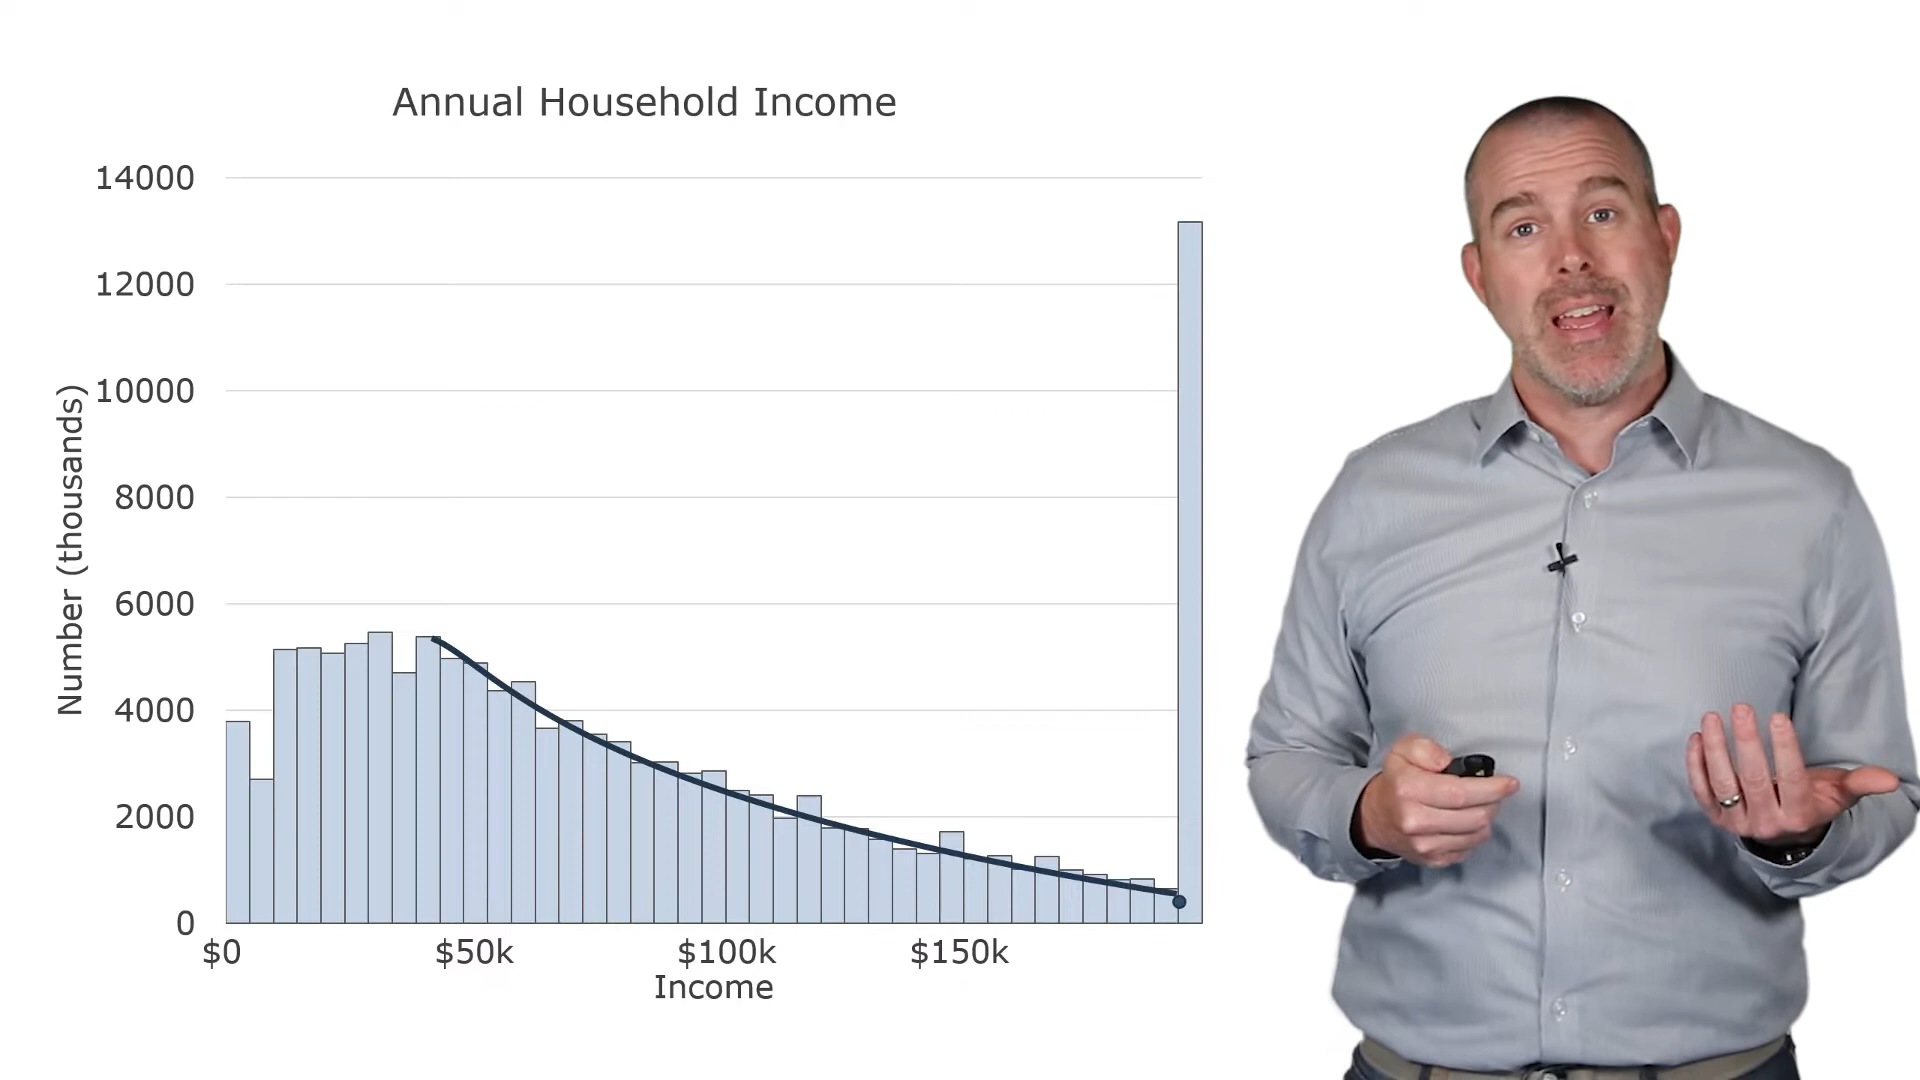 Annual Household Income
14000
12000
10000
8000
6000
4000
2000
0
Number (thousands)
$0 $50k $100k $150k
Income